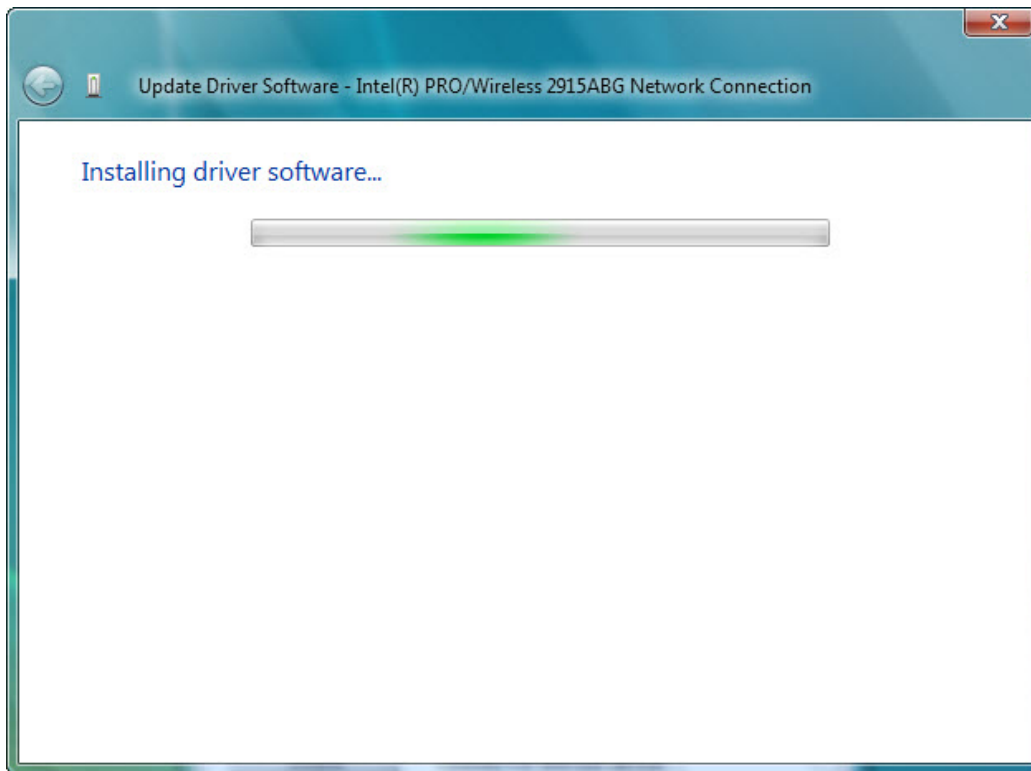 Update Driver Software - Intel(R) PRO/Wireless 2915ABG Network Connection
Installing driver software...